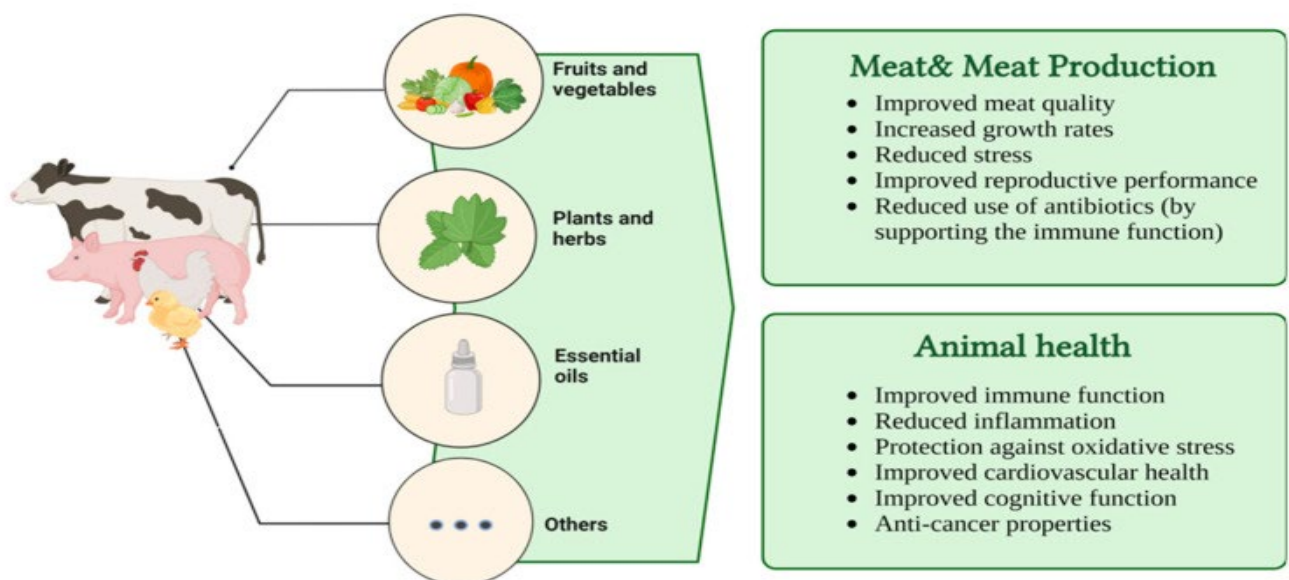 Fruits and
vegetables
Plants and
herbs
Essential
oils
Others
Meat& Meat Production
• Improved meat quality
• Increased growth rates
• Reduced stress
• Improved reproductive performance
• Reduced use of antibiotics (by
supporting the immune function)
Animal health
• Improved immune function
• Reduced inflammation
• Protection against oxidative stress
• Improved cardiovascular health
• Improved cognitive function
• Anti-cancer properties